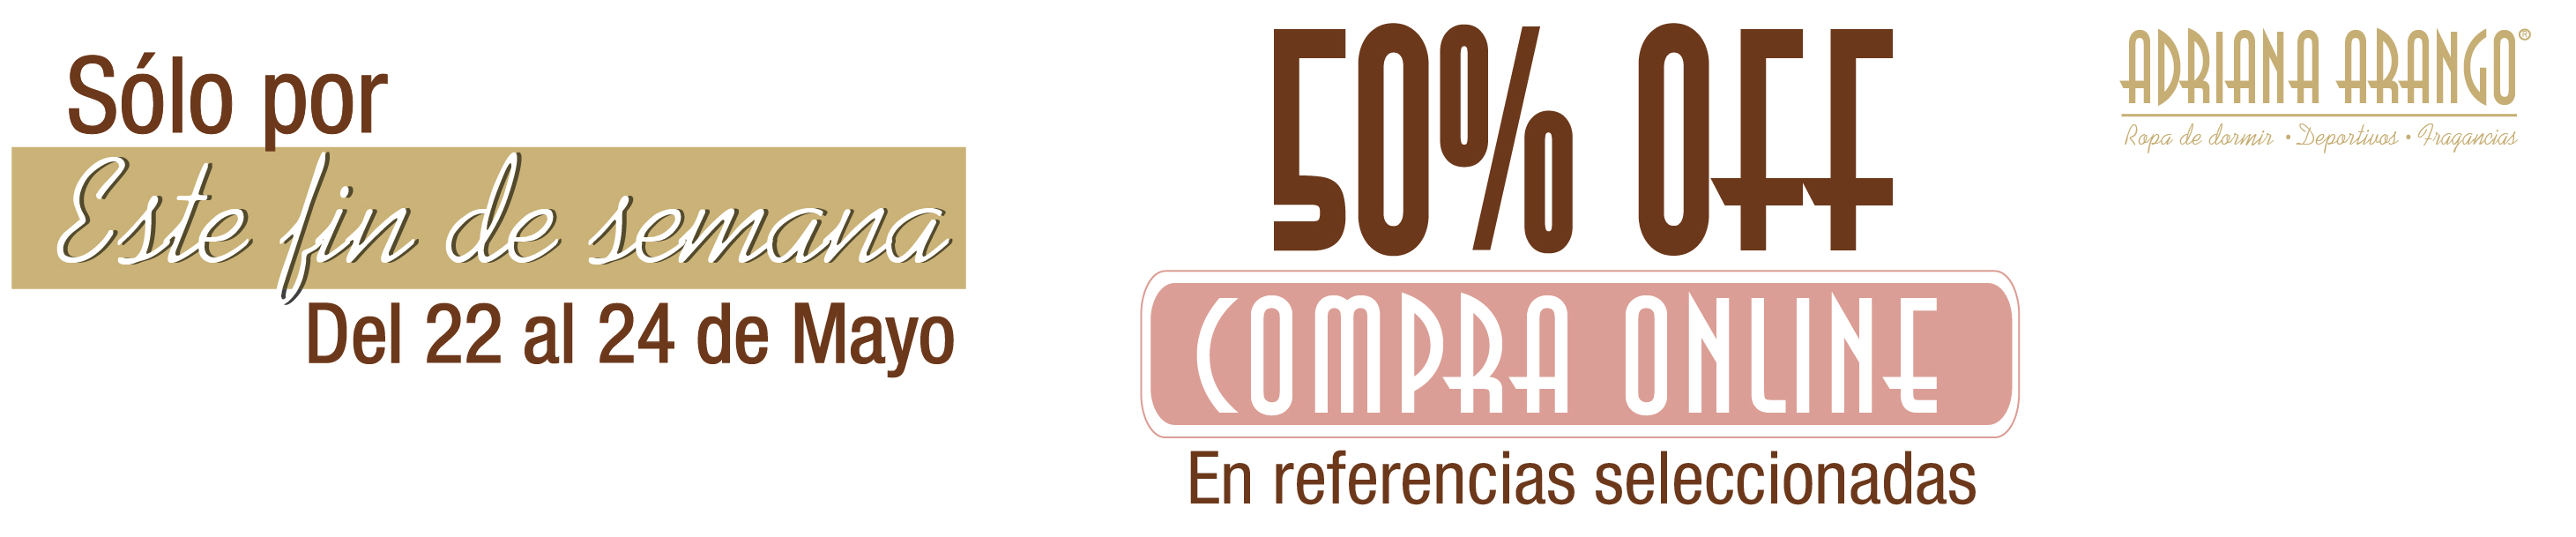 Sólo por
Este fin de semana
Del 22 al 24 de Mayo
50% OFF
COMPRA ONLINE
En referencias seleccionadas
ADRIANA ARANGO®
Ropa de dormir • Deportivos • Fragancias